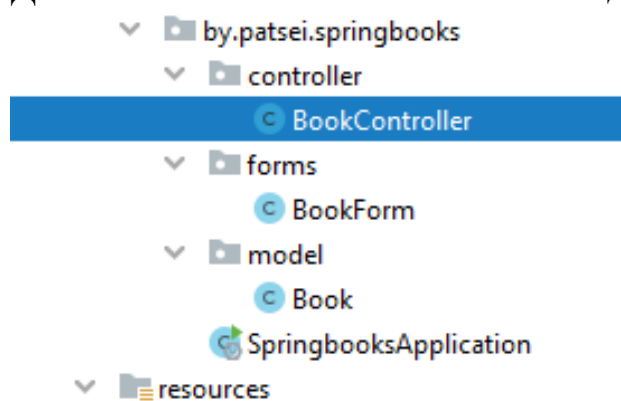 by.patsei.springbooks
controller
BookController
forms
BookForm
model
Book
SpringbooksApplication
resources